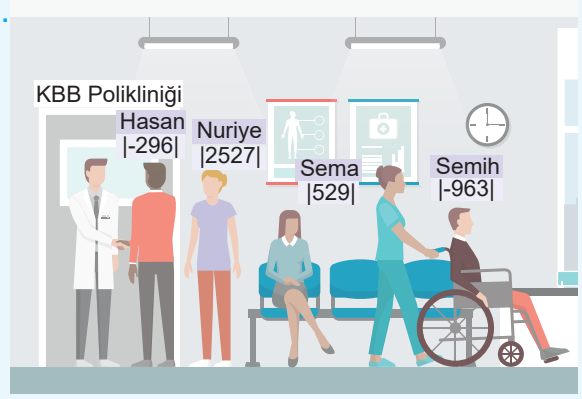 KBB Polikliniği
Hasan
|-296|
Nuriye
|2527|
Sema
|529|
Semih
|-963|